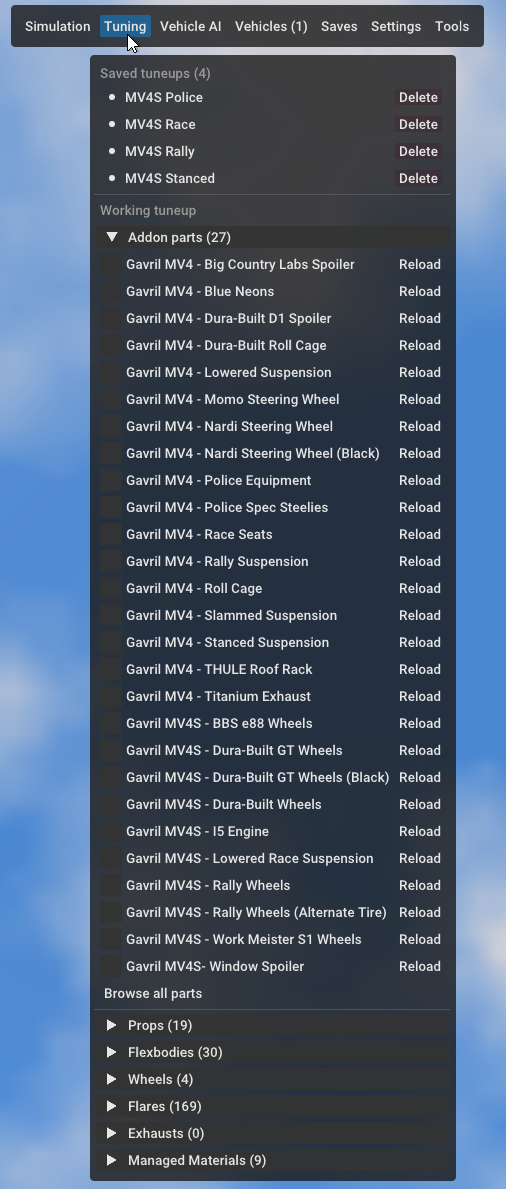 Simulation Tuning Vehicle AI Vehicles (1) Saves Settings Tools
Saved tuneups (4)
MV4S Police Delete
MV4S Race Delete
MV4S Rally Delete
MV4S Stanced Delete
Working tuneup
Addon parts (27)
Gavril MV4 - Big Country Labs Spoiler Reload
Gavril MV4 - Blue Neons Reload
Gavril MV4 - Dura-Built D1 Spoiler Reload
Gavril MV4 - Dura-Built Roll Cage Reload
Gavril MV4 - Lowered Suspension Reload
Gavril MV4 - Momo Steering Wheel Reload
Gavril MV4 - Nardi Steering Wheel Reload
Gavril MV4 - Nardi Steering Wheel (Black) Reload
Gavril MV4 - Police Equipment Reload
Gavril MV4 - Police Spec Steelies Reload
Gavril MV4 - Race Seats Reload
Gavril MV4 - Rally Suspension Reload
Gavril MV4 - Roll Cage Reload
Gavril MV4 - Slammed Suspension Reload
Gavril MV4 - Stanced Suspension Reload
Gavril MV4 - THULE Roof Rack Reload
Gavril MV4 - Titanium Exhaust Reload
Gavril MV4S - BBS e88 Wheels Reload
Gavril MV4S - Dura-Built GT Wheels Reload
Gavril MV4S - Dura-Built GT Wheels (Black) Reload
Gavril MV4S - Dura-Built Wheels Reload
Gavril MV4S - I5 Engine Reload
Gavril MV4S - Lowered Race Suspension Reload
Gavril MV4S - Rally Wheels Reload
Gavril MV4S - Rally Wheels (Alternate Tire) Reload
Gavril MV4S - Work Meister S1 Wheels Reload
Gavril MV4S- Window Spoiler Reload
Browse all parts
Props (19)
Flexbodies (30)
Wheels (4)
Flares (169)
Exhausts (0)
Managed Materials (9)